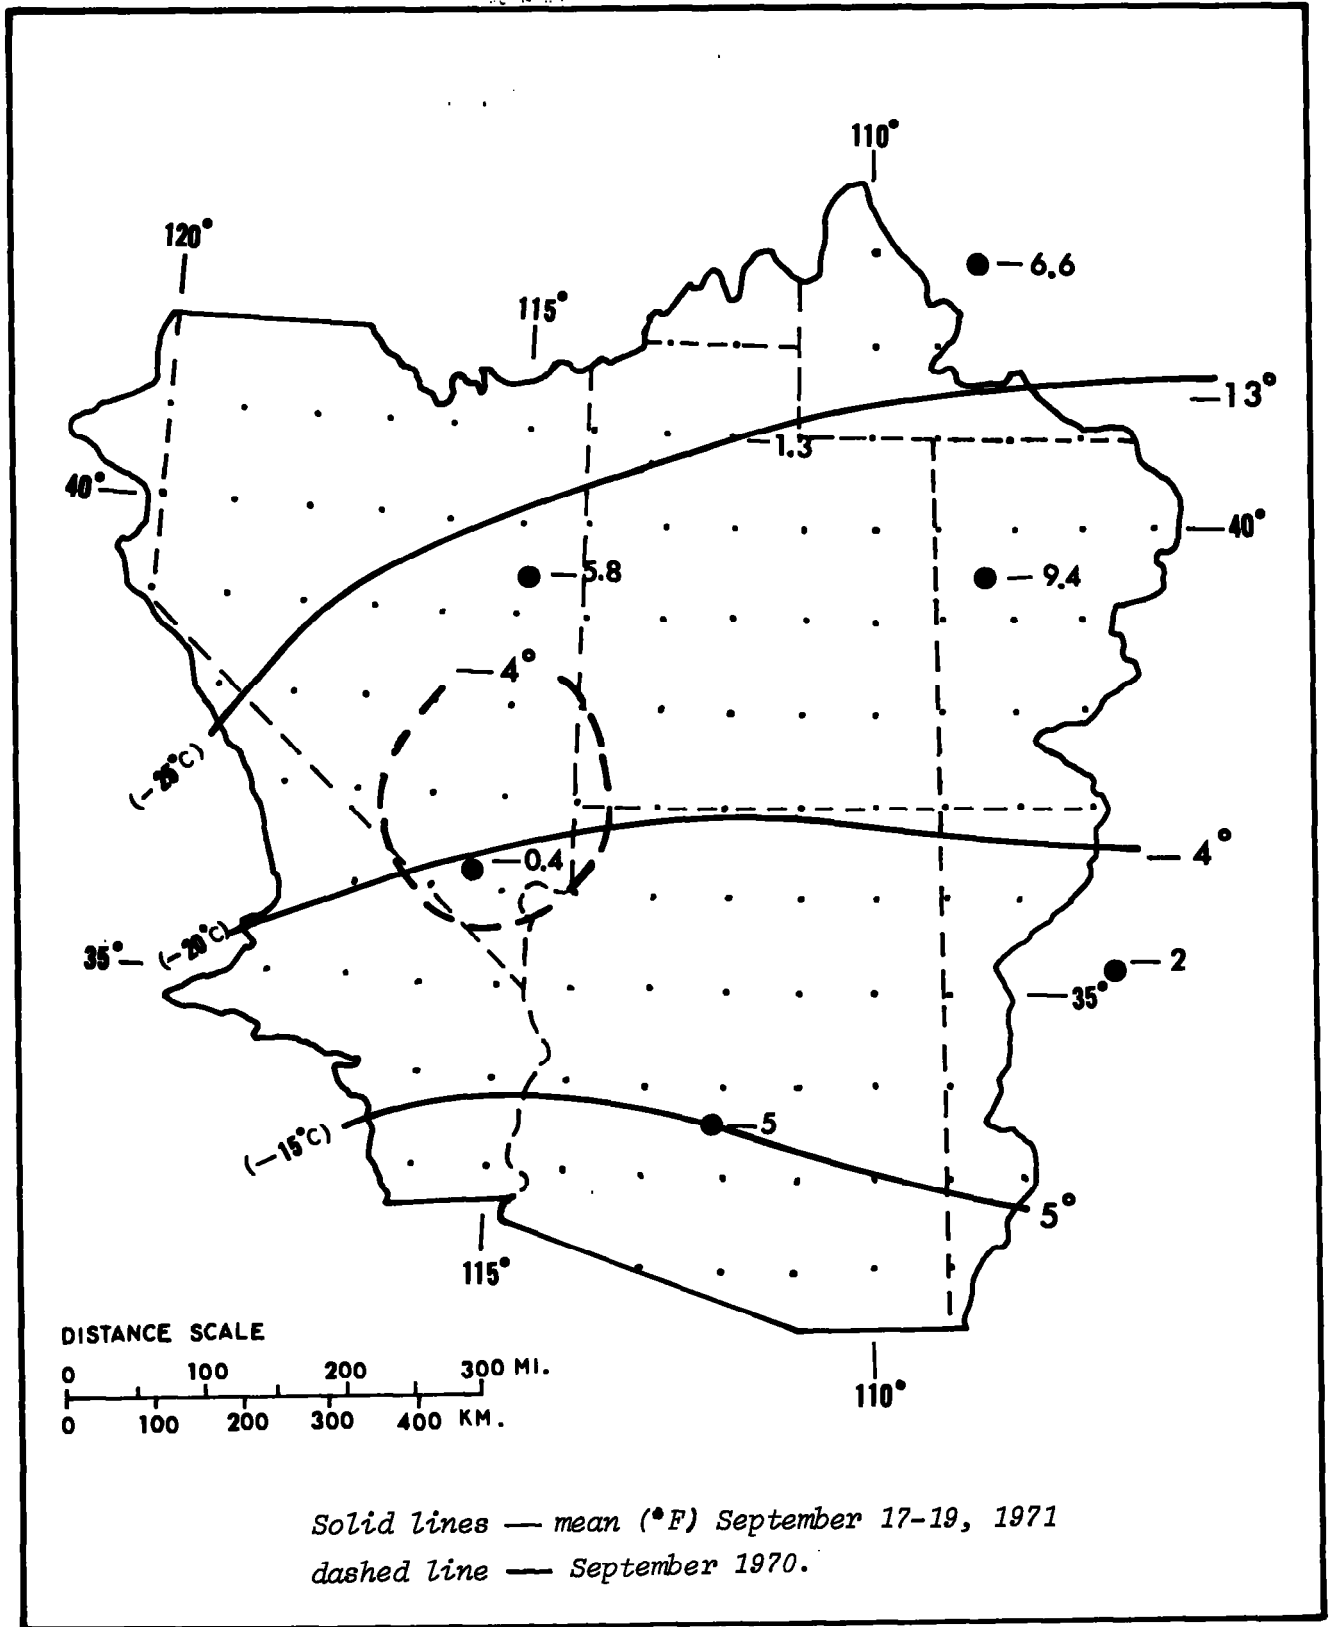 110°
120°
—6.6
115°
—13°
—1.3
40°—
—40°
—5.8
—9.4
—4°
(—25°C)
—4°
—0.4
(—20°C)
35°—
—2
—35°
—5
(—15°C)
5°
115°
DISTANCE SCALE
0 100 200 300 MI.
0 100 200 300 400 KM.
110°
Solid lines — mean (°F) September 17-19, 1971
dashed line — September 1970.